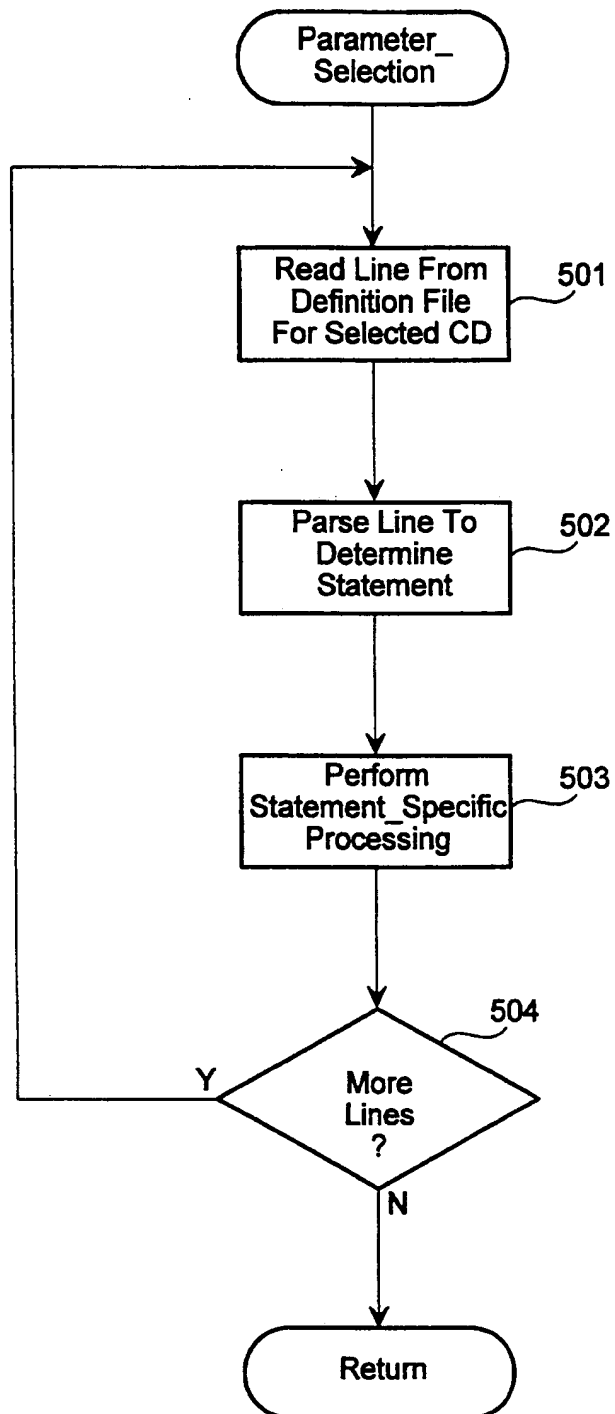 Parameter_
Selection
Read Line From
Definition File
For Selected CD
501
Parse Line To
Determine
Statement
502
Perform
Statement_Specific
Processing
503
504
Y
More
Lines
?
N
Return